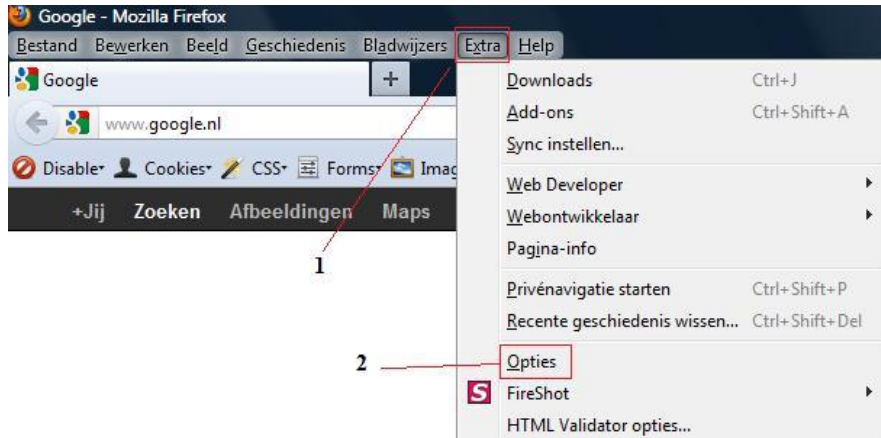 Google - Mozilla Firefox
Bestand Bewerken Beeld Geschiedenis Bladwijzers Extra Help
Google +
www.google.nl
Disable Cookies CSS Forms Imag
+Jij Zoeken Afbeeldingen Maps
Downloads Ctrl+J
Add-ons Ctrl+Shift+A
Sync instellen...
Web Developer
Webontwikkelaar
Pagina-info
1
Privénavigatie starten Ctrl+Shift+P
Recente geschiedenis wissen... Ctrl+Shift+Del
2
Opties
S FireShot
HTML Validator opties...